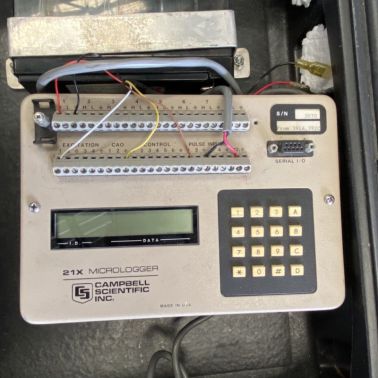 S/N
SERIAL I/O
EXCITATION CAO CONTROL PULSE
I.D. DATA
1 2 3 A
4 5 6 B
7 8 9 C
* 0 # D
21X MICROLOGGER
CAMPBELL
SCIENTIFIC
INC.
MADE IN USA